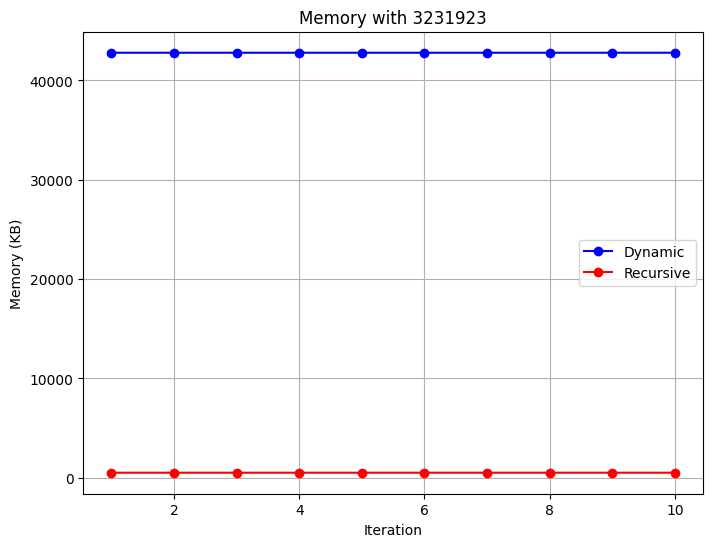 Memory with 3231923
Memory (KB)
40000
30000
20000
10000
0
Dynamic
Recursive
2
4
6
8
10
Iteration